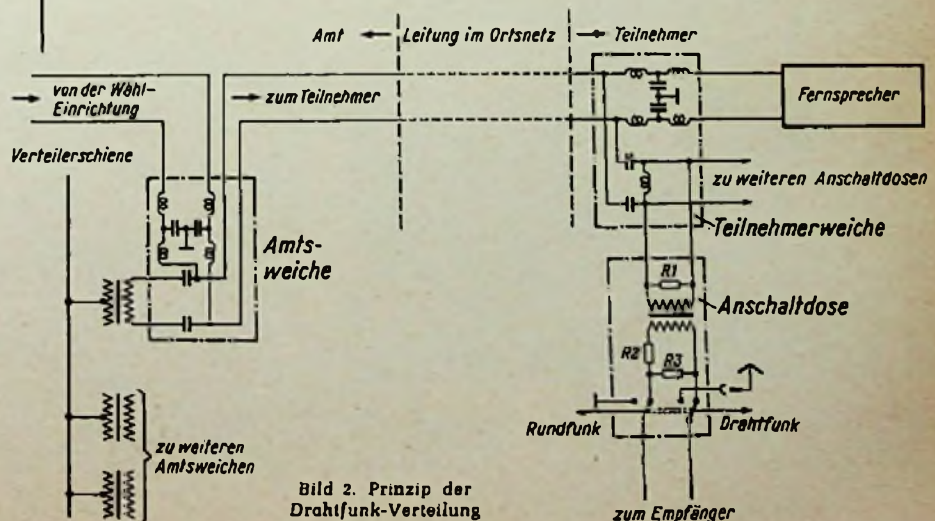 Amt
Leitung im Ortsnetz
Teilnehmer
von der Wähl-
Einrichtung
zum Teilnehmer
Fernsprecher
Verteilerschiene
zu weiteren Anschaltdosen
Teilnehmerweiche
Amts-
weiche
R1
Anschaltdose
R2
R3
Rundfunk
Drahtfunk
zu weiteren
Amtsweichen
Bild 2. Prinzip der
Drahtfunk-Verteilung
zum Empfänger